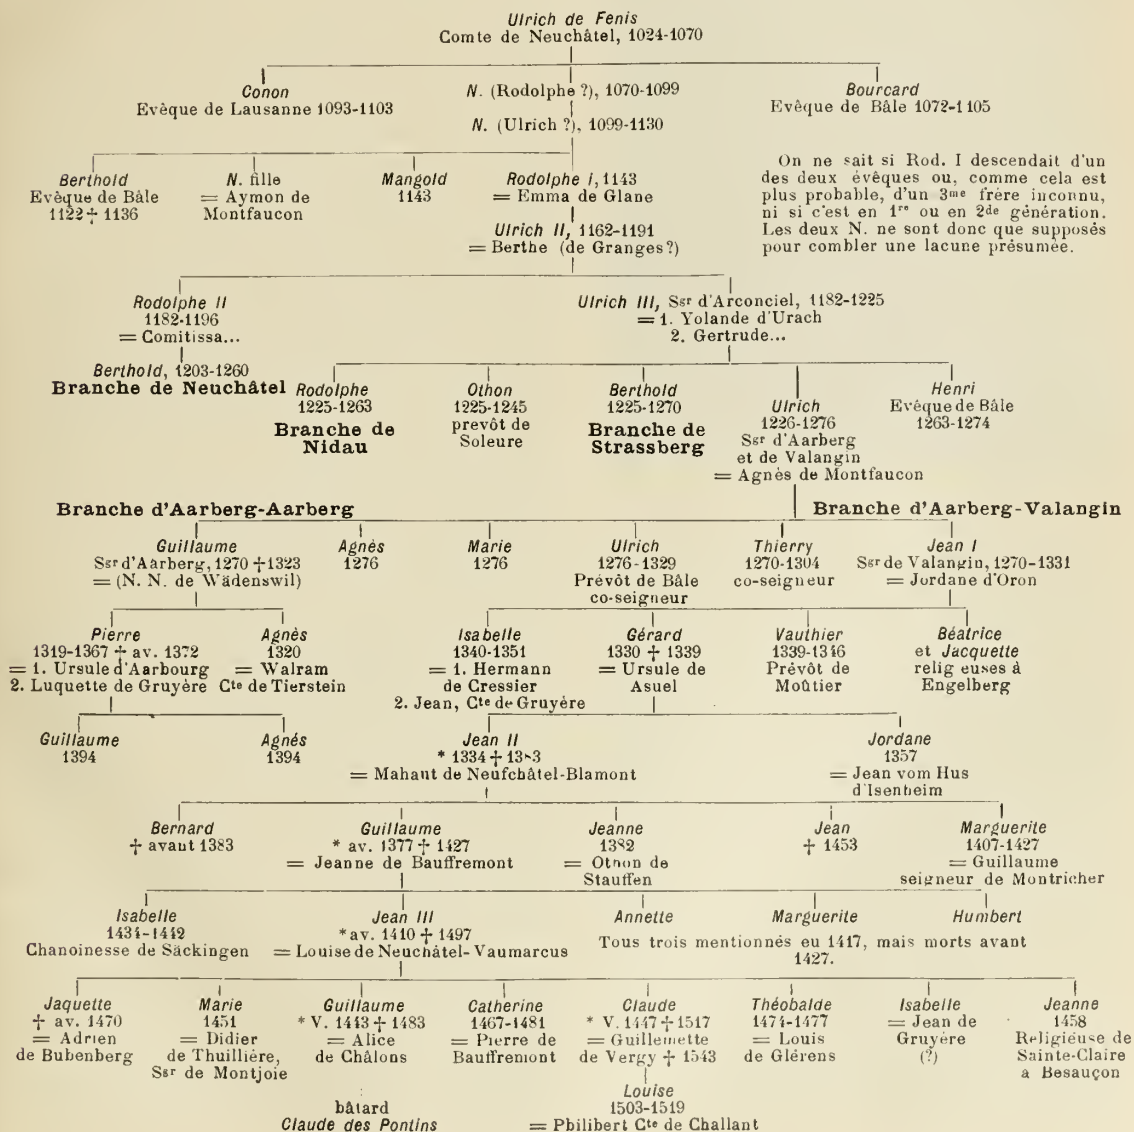 Ulrich de Fenis
Comte de Neuchâtel, 1024-1070
Conon
Evêque de Lausanne 1093-1103
N. (Rodolphe ?), 1070-1099
N. (Ulrich ?), 1099-1130
Bourcard
Evêque de Bâle 1072-1105
On ne sait si Rod. I descendait d'un
des deux évêques ou, comme cela est
plus probable, d'un 3me frère inconnu,
ni si c'est en 1re ou en 2de génération.
Les deux N. ne sont donc que supposés
pour combler une lacune présumée.
Berthold
Evêque de Bâle
1122 † 1136
N. fille
= Aymon de
Montfaucon
Mangold
1143
Rodolphe I, 1143
= Emma de Glane
Ulrich II, 1162-1191
= Berthe (de Granges?)
Rodolphe II
1182-1196
= Comitissa...
Berthold, 1203-1260
Branche de Neuchâtel
Ulrich III, Sgr d'Arconciel, 1182-1225
= 1. Yolande d'Urach
2. Gertrude...
Rodolphe
1225-1263
Branche de
Nidau
Othon
1225-1245
prevôt de
Soleure
Berthold
1225-1270
Branche de
Strassberg
Ulrich
1226-1276
Sgr d'Aarberg
et de Valangin
= Agnès de Montfaucon
Henri
Evêque de Bâle
1263-1274
Branche d'Aarberg-Aarberg
Branche d'Aarberg-Valangin
Guillaume
Sgr d'Aarberg, 1270 † 1323
= (N. N. de Wädenswil)
Agnès
1276
Marie
1276
Ulrich
1276-1329
Prévôt de Bâle
co-seigneur
Thierry
1270-1304
co-seigneur
Jean I
Sgr de Valangin, 1270-1331
= Jordane d'Oron
Pierre
1319-1367 † av. 1372
= 1. Ursule d'Aarbourg
2. Luquette de Gruyère
Agnès
1320
= Walram
Cte de Tierstein
Isabelle
1340-1351
= 1. Hermann
de Cressier
2. Jean, Cte de Gruyère
Gérard
1330 † 1339
= Ursule de
Asuel
Vauthier
1339-1346
Prévôt de
Moûtier
Béatrice
et Jacquette
relig euses à
Engelberg
Guillaume
1394
Agnés
1394
Jean II
* 1334 †
= Mahaut de Neufchâtel-Blamont
Jordane
1357
= Jean vom Hus
d'Isenheim
Bernard
† avant 1383
Guillaume
* av. 1377 † 1427
= Jeanne de Bauffremont
Jeanne
1382
= Othon de
Stauffen
Jean
† 1453
Marguerite
1407-1427
= Guillaume
seigneur de Montricher
Isabelle
1434-1442
Chanoinesse de Säckingen
Jean III
* av. 1410 † 1497
= Louise de Neuchâtel-Vaumarcus
Annette
Marguerite
Humbert
Tous trois mentionnés eu 1417, mais morts avant
1427.
Jaquette
† av. 1470
= Adrien
de Bubenberg
Marie
1451
= Didier
de Thuillière,
Sgr de Montjoie
Guillaume
* V. 1443 † 1483
= Alice
de Châlons
Catherine
1467-1481
= Pierre de
Bauffremont
Claude
* V. 1447 † 1517
= Guillemette
de Vergy † 1543
Théobalde
1474-1477
= Louis
de Glérens
Isabelle
= Jean de
Gruyère
(?)
Jeanne
1458
Religieuse de
Sainte-Claire
a Besauçon
bâtard
Claude des Pontins
Louise
1503-1519
= Philibert Cte de Challant